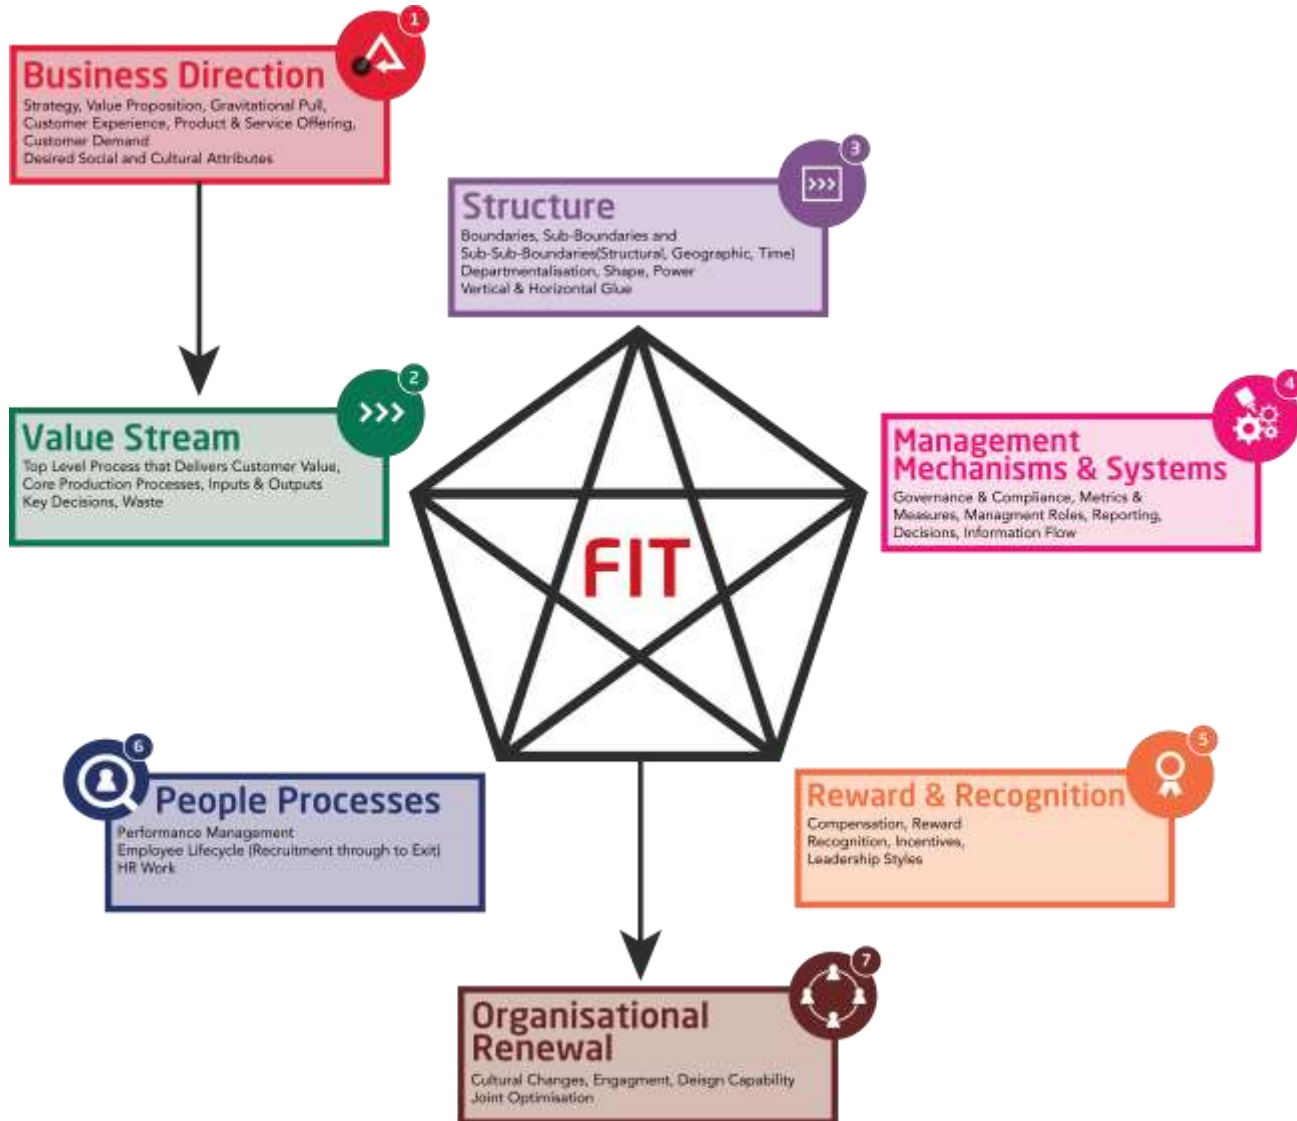 1
Business Direction
Strategy, Value Proposition, Gravitational Pull,
Customer Experience, Product & Service Offering,
Customer Demand
Desired Social and Cultural Attributes
3
Structure
Boundaries, Sub-Boundaries and
Sub-Sub-Boundaries(Structural, Geographic, Time)
Departmentalisation, Shape, Power
Vertical & Horizontal Glue
2
Value Stream
Top Level Process that Delivers Customer Value,
Core Production Processes, Inputs & Outputs
Key Decisions, Waste
4
Management
Mechanisms & Systems
Governance & Compliance, Metrics &
Measures, Managment Roles, Reporting,
Decisions, Information Flow
FIT
6
People Processes
Performance Management
Employee Lifecycle (Recruitment through to Exit)
HR Work
5
Reward & Recognition
Compensation, Reward
Recognition, Incentives,
Leadership Styles
7
Organisational
Renewal
Cultural Changes, Engagment, Deisgn Capability
Joint Optimisation